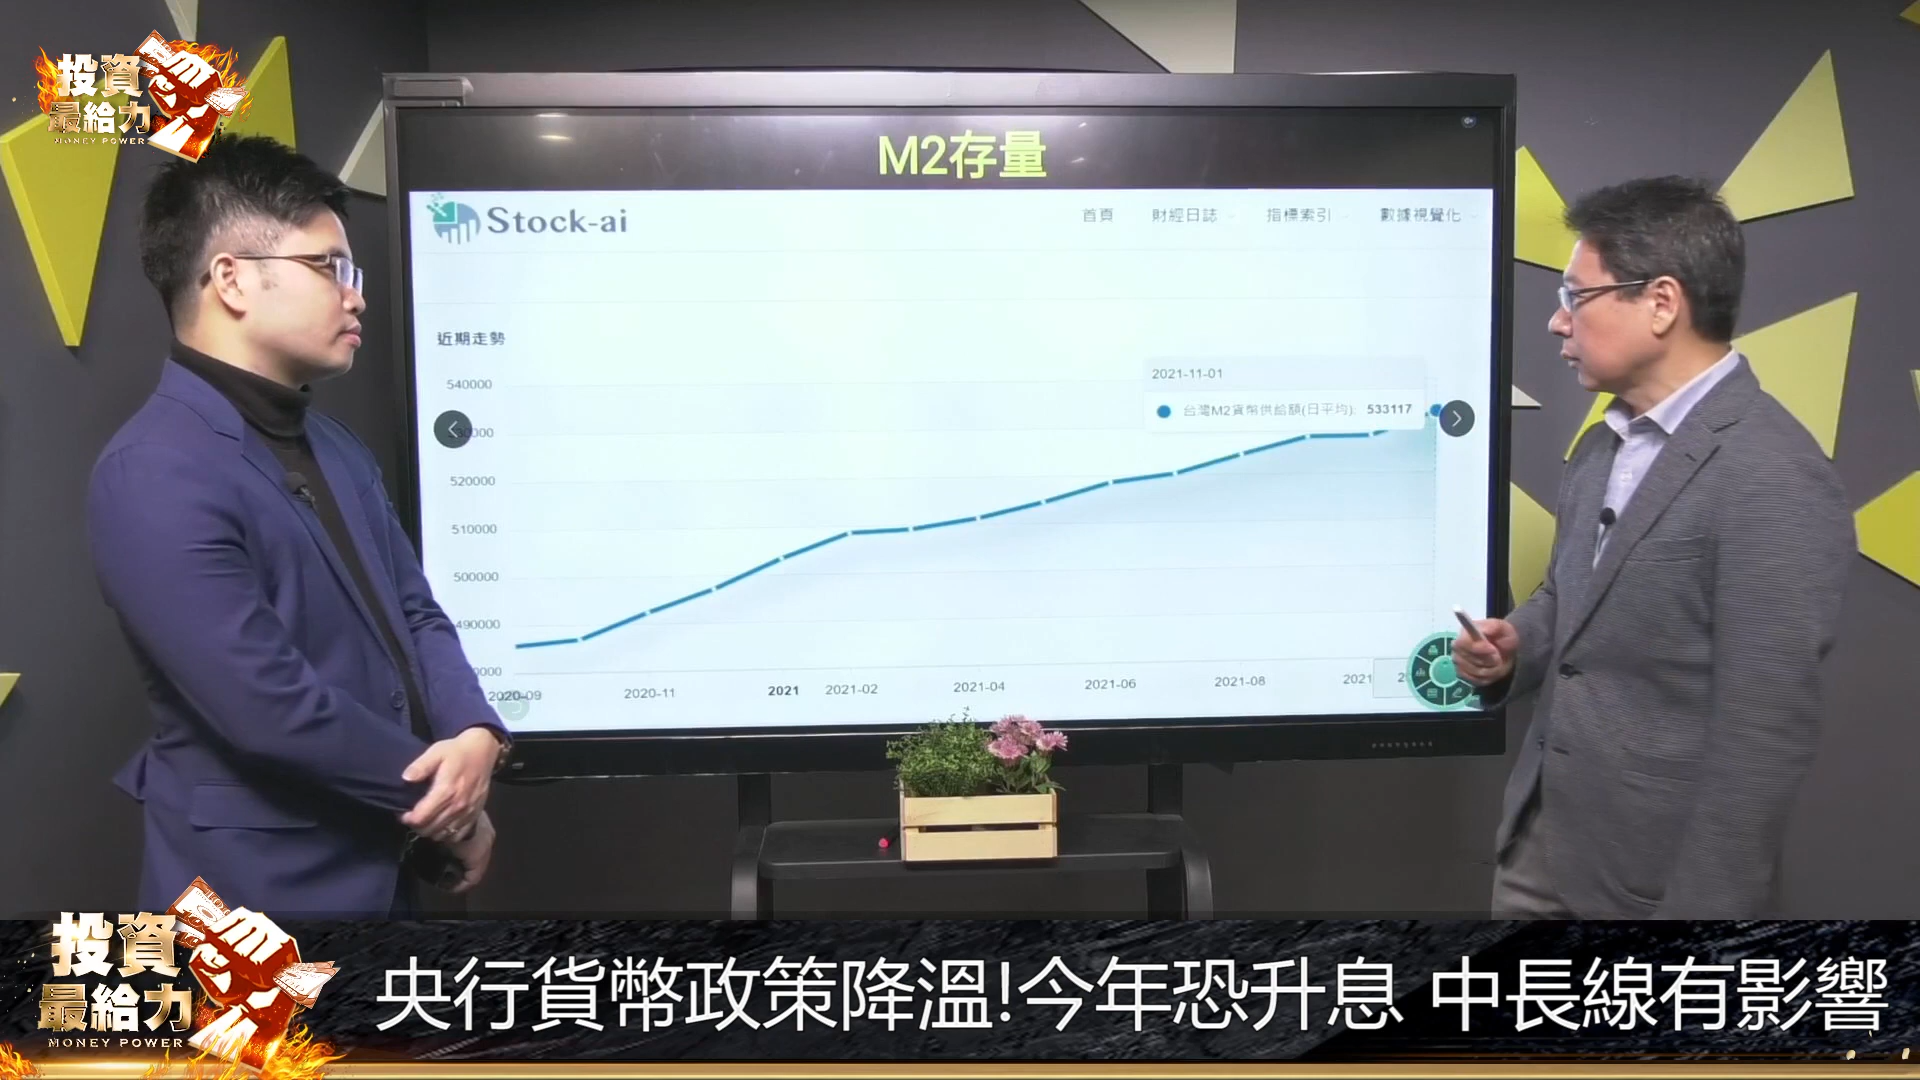 投資
最給力
MONEY POWER
M2存量
Stock-ai
首頁
財經日誌
指標索引
數據視覺化
近期走勢
2021-11-01
台灣M2貨幣供給額(日平均): 533117
540000
520000
510000
500000
490000
2020-09
2020-11
2021
2021-02
2021-04
2021-06
2021-08
2021
投資
最給力
MONEY POWER
央行貨幣政策降溫!今年恐升息 中長線有影響